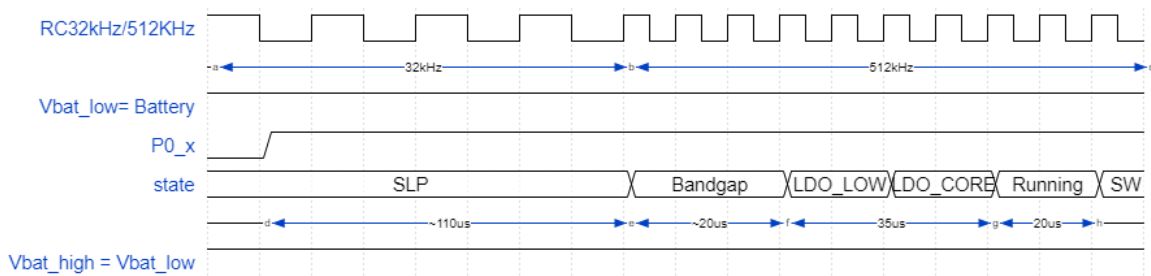 RC32kHz/512KHz
a 32kHz b 512kHz c
Vbat_low= Battery
P0_x
state SLP Bandgap LDO_LOW LDO_CORE Running SW
d ~110us e ~20us f 35us g 20us h
Vbat_high = Vbat_low